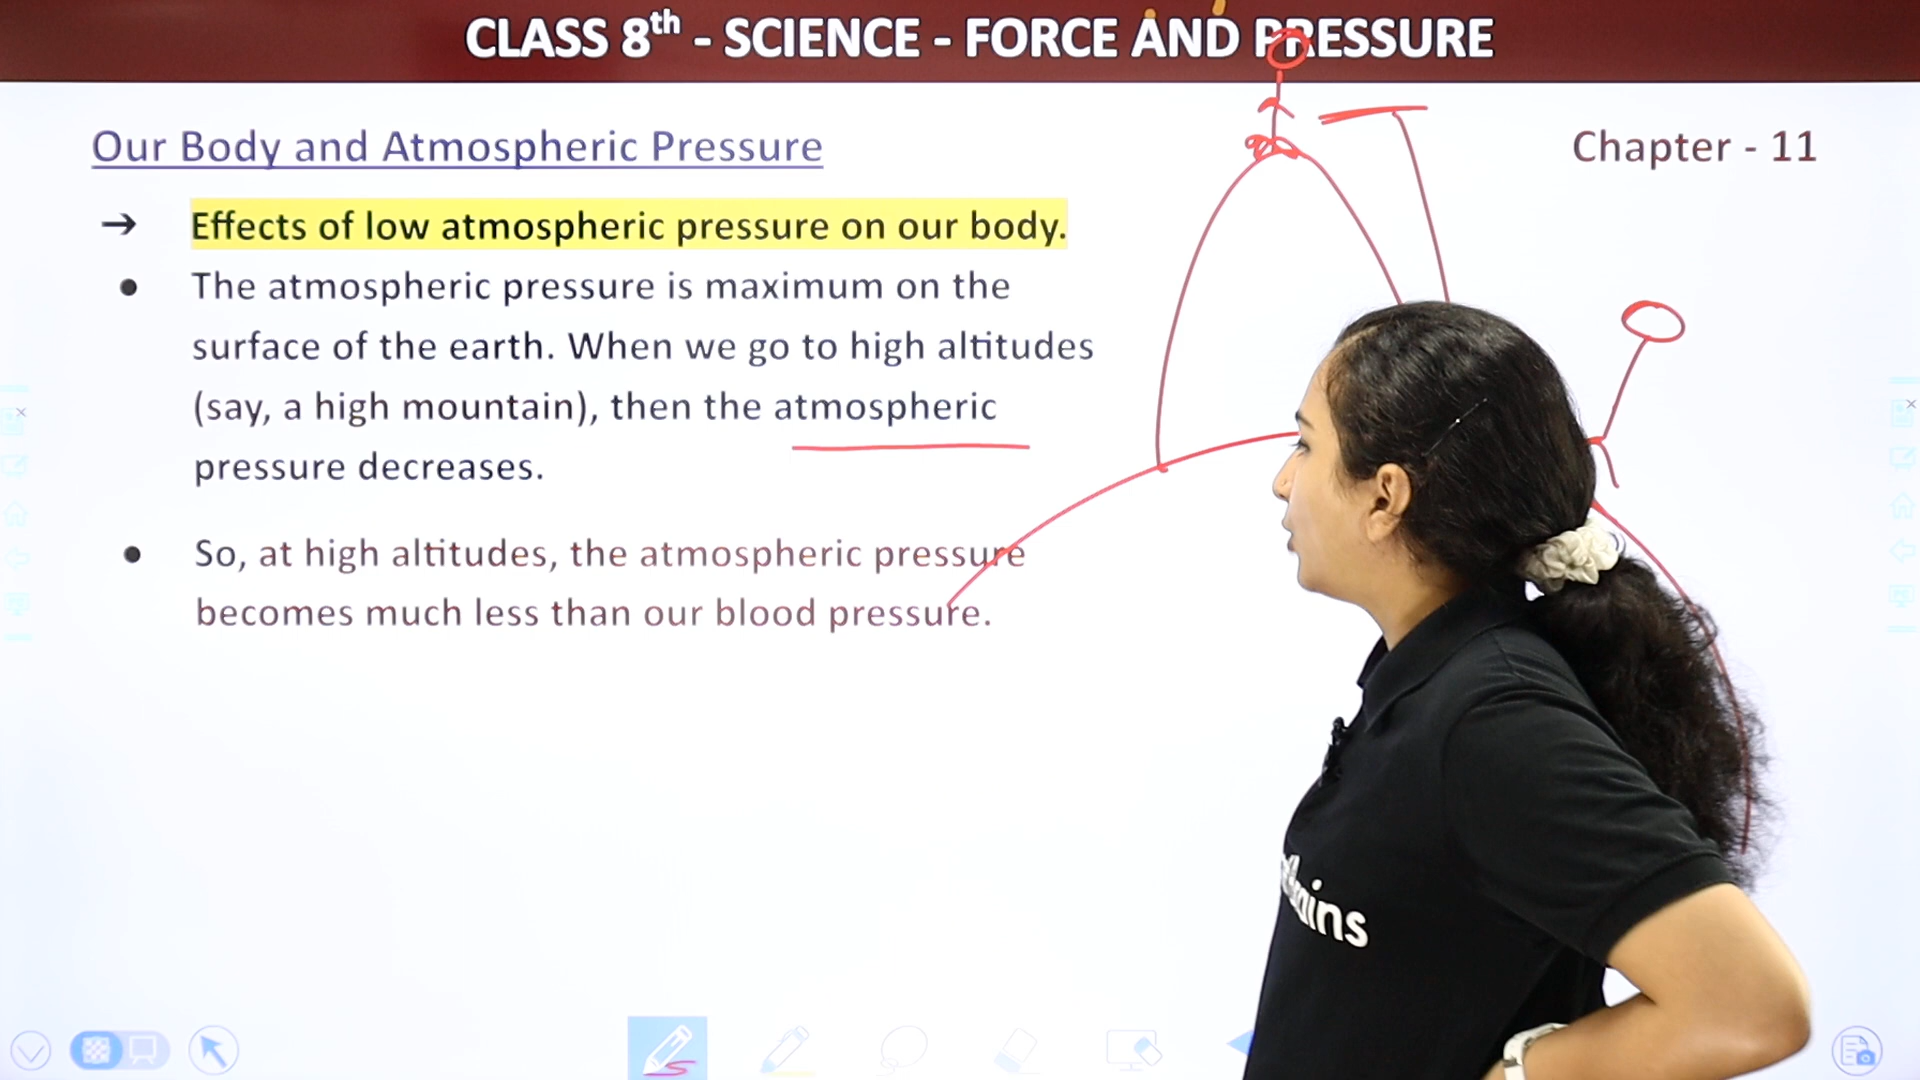 CLASS 8th - SCIENCE - FORCE AND PRESSURE
Our Body and Atmospheric Pressure
Chapter - 11
→ Effects of low atmospheric pressure on our body.
● The atmospheric pressure is maximum on the
surface of the earth. When we go to high altitudes
(say, a high mountain), then the atmospheric
pressure decreases.
● So, at high altitudes, the atmospheric pressure
becomes much less than our blood pressure.